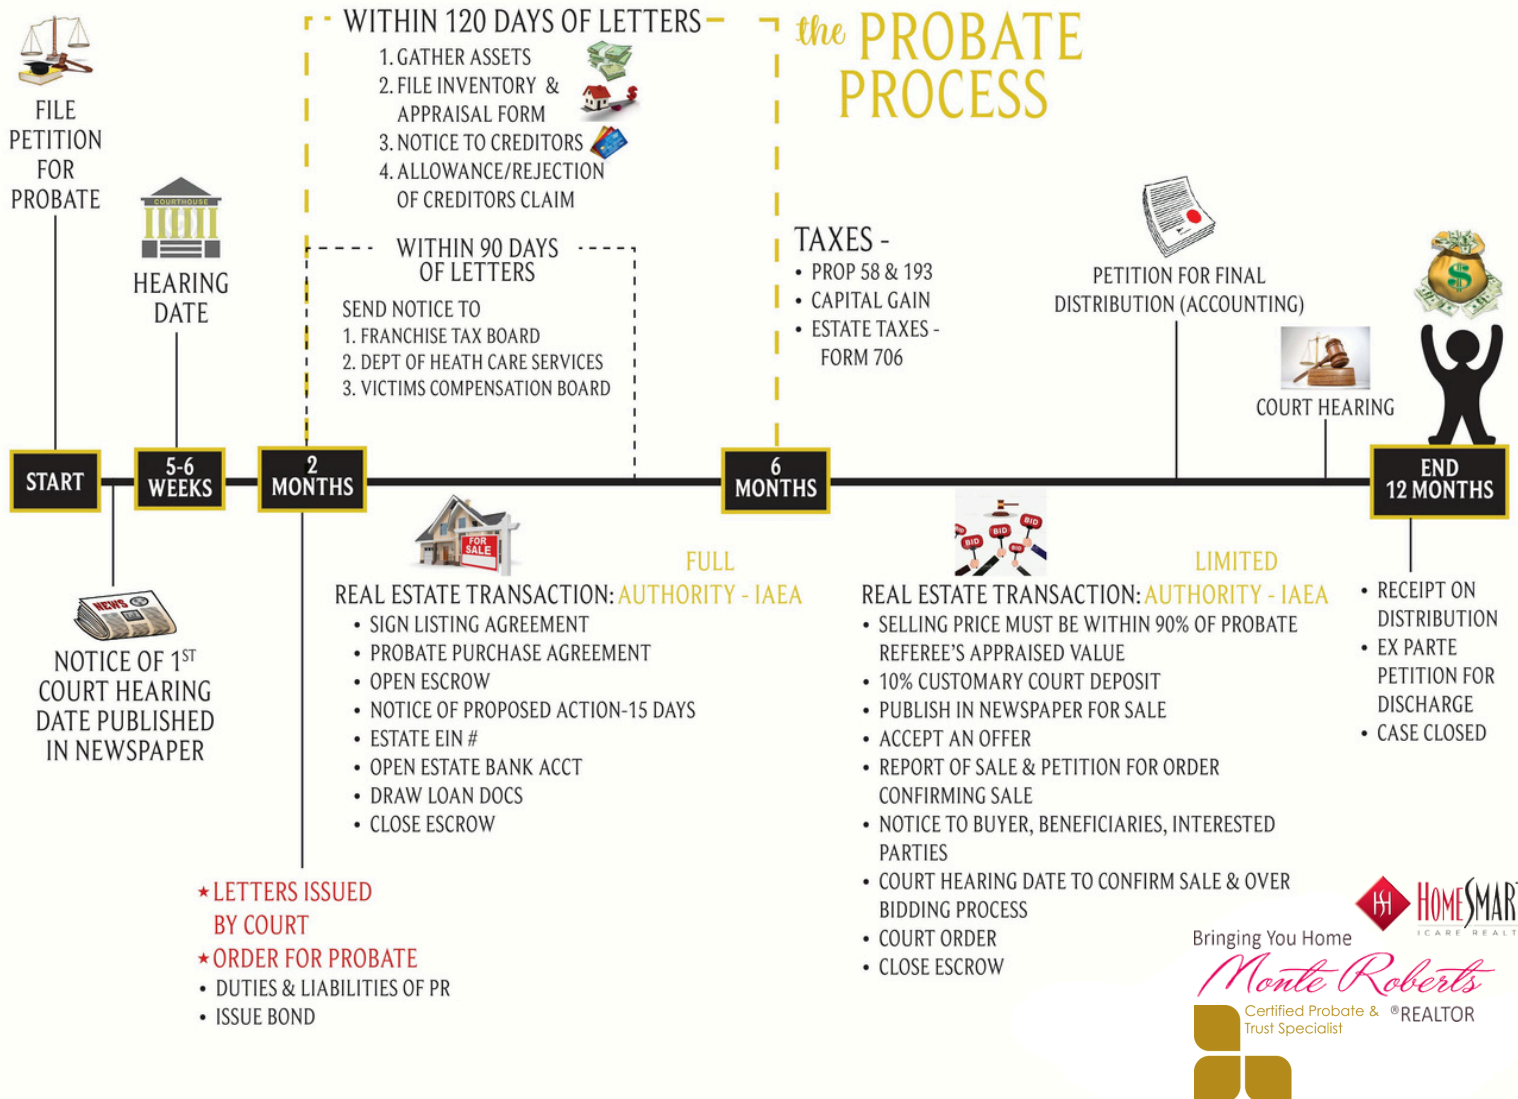 the PROBATE
PROCESS
FILE
PETITION
FOR
PROBATE
COURTHOUSE
HEARING
DATE
WITHIN 120 DAYS OF LETTERS
1. GATHER ASSETS
2. FILE INVENTORY &
APPRAISAL FORM
3. NOTICE TO CREDITORS
4. ALLOWANCE/REJECTION
OF CREDITORS CLAIM
WITHIN 90 DAYS
OF LETTERS
SEND NOTICE TO
1. FRANCHISE TAX BOARD
2. DEPT OF HEATH CARE SERVICES
3. VICTIMS COMPENSATION BOARD
TAXES -
• PROP 58 & 193
• CAPITAL GAIN
• ESTATE TAXES -
FORM 706
PETITION FOR FINAL
DISTRIBUTION (ACCOUNTING)
COURT HEARING
START
5-6
WEEKS
2
MONTHS
6
MONTHS
END
12 MONTHS
NEWS
NOTICE OF 1ST
COURT HEARING
DATE PUBLISHED
IN NEWSPAPER
★ LETTERS ISSUED
BY COURT
★ ORDER FOR PROBATE
• DUTIES & LIABILITIES OF PR
• ISSUE BOND
FOR
SALE
FULL
REAL ESTATE TRANSACTION: AUTHORITY - IAEA
• SIGN LISTING AGREEMENT
• PROBATE PURCHASE AGREEMENT
• OPEN ESCROW
• NOTICE OF PROPOSED ACTION-15 DAYS
• ESTATE EIN #
• OPEN ESTATE BANK ACCT
• DRAW LOAN DOCS
• CLOSE ESCROW
BID
BID
BID
BID
LIMITED
REAL ESTATE TRANSACTION: AUTHORITY - IAEA
• SELLING PRICE MUST BE WITHIN 90% OF PROBATE
REFEREE'S APPRAISED VALUE
• 10% CUSTOMARY COURT DEPOSIT
• PUBLISH IN NEWSPAPER FOR SALE
• ACCEPT AN OFFER
• REPORT OF SALE & PETITION FOR ORDER
CONFIRMING SALE
• NOTICE TO BUYER, BENEFICIARIES, INTERESTED
PARTIES
• COURT HEARING DATE TO CONFIRM SALE & OVER
BIDDING PROCESS
• COURT ORDER
• CLOSE ESCROW
• RECEIPT ON
DISTRIBUTION
• EX PARTE
PETITION FOR
DISCHARGE
• CASE CLOSED
HOMESMAR
ICARE REALT
Bringing You Home
Monte Roberts
Certified Probate & ®REALTOR
Trust Specialist